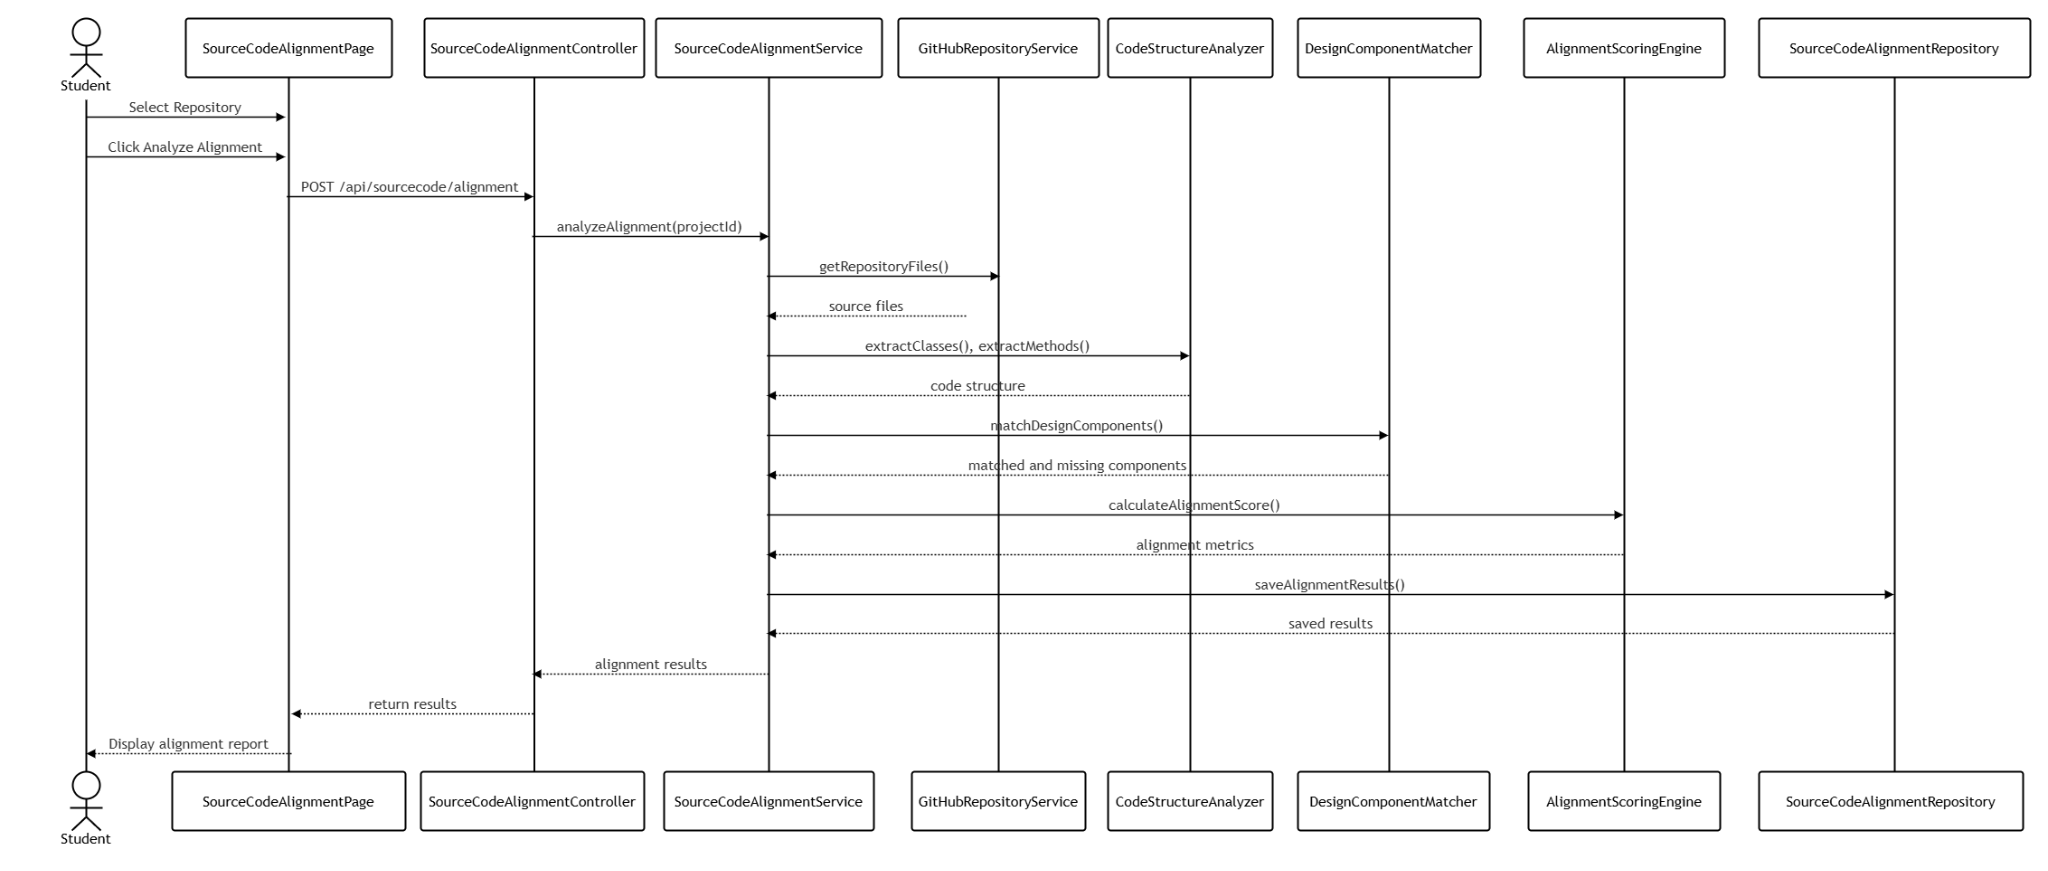 SourceCodeAlignmentPage
SourceCodeAlignmentController
SourceCodeAlignmentService
GitHubRepositoryService
CodeStructureAnalyzer
DesignComponentMatcher
AlignmentScoringEngine
SourceCodeAlignmentRepository
Student
Select Repository
Click Analyze Alignment
POST /api/sourcecode/alignment
analyzeAlignment(projectId)
getRepositoryFiles()
source files
extractClasses(), extractMethods()
code structure
matchDesignComponents()
matched and missing components
calculateAlignmentScore()
alignment metrics
saveAlignmentResults()
saved results
alignment results
return results
Display alignment report
SourceCodeAlignmentPage
SourceCodeAlignmentController
SourceCodeAlignmentService
GitHubRepositoryService
CodeStructureAnalyzer
DesignComponentMatcher
AlignmentScoringEngine
SourceCodeAlignmentRepository
Student